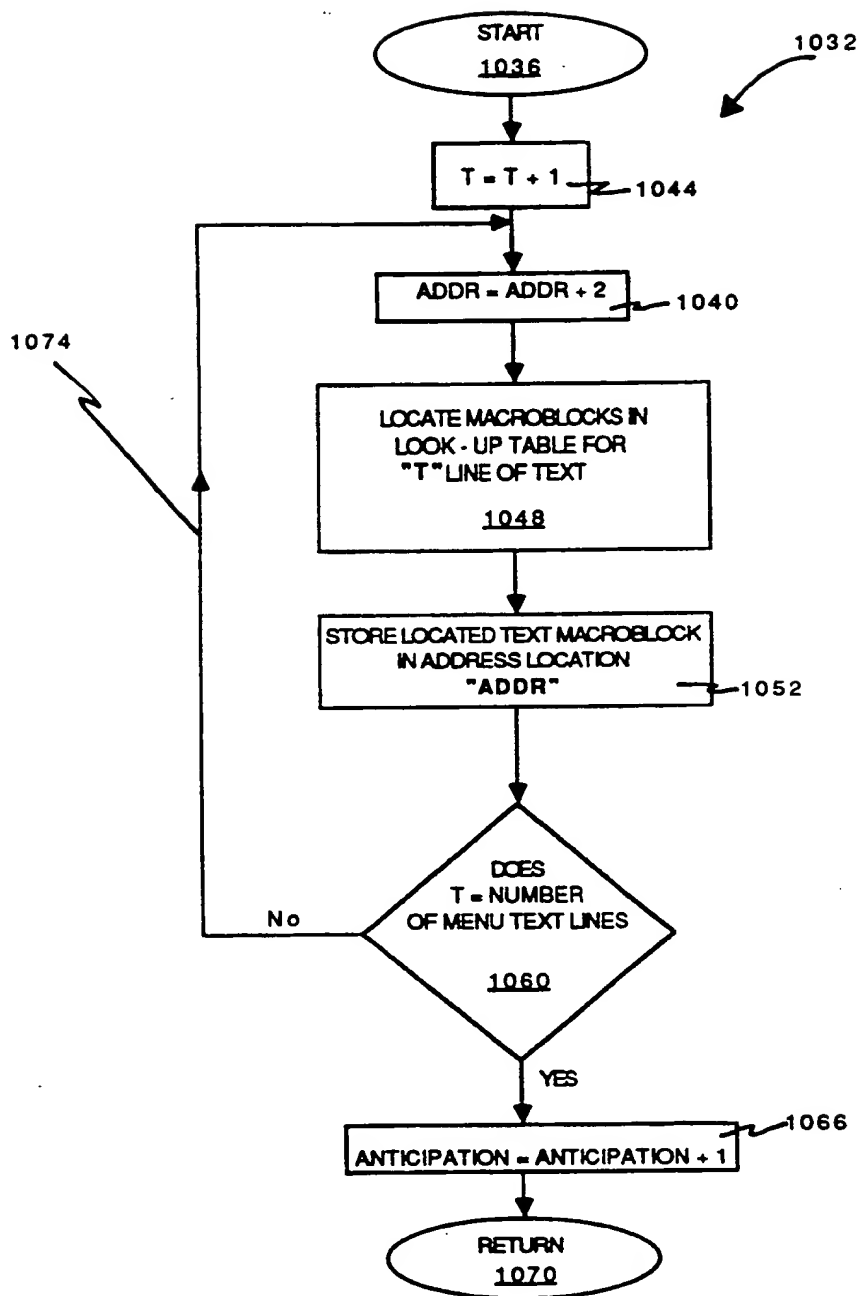 START
1036
1032
T = T + 1
1044
ADDR = ADDR + 2
1040
1074
LOCATE MACROBLOCKS IN
LOOK - UP TABLE FOR
"T" LINE OF TEXT
1048
STORE LOCATED TEXT MACROBLOCK
IN ADDRESS LOCATION
"ADDR"
1052
DOES
T = NUMBER
OF MENU TEXT LINES
1060
No
YES
1066
ANTICIPATION = ANTICIPATION + 1
RETURN
1070